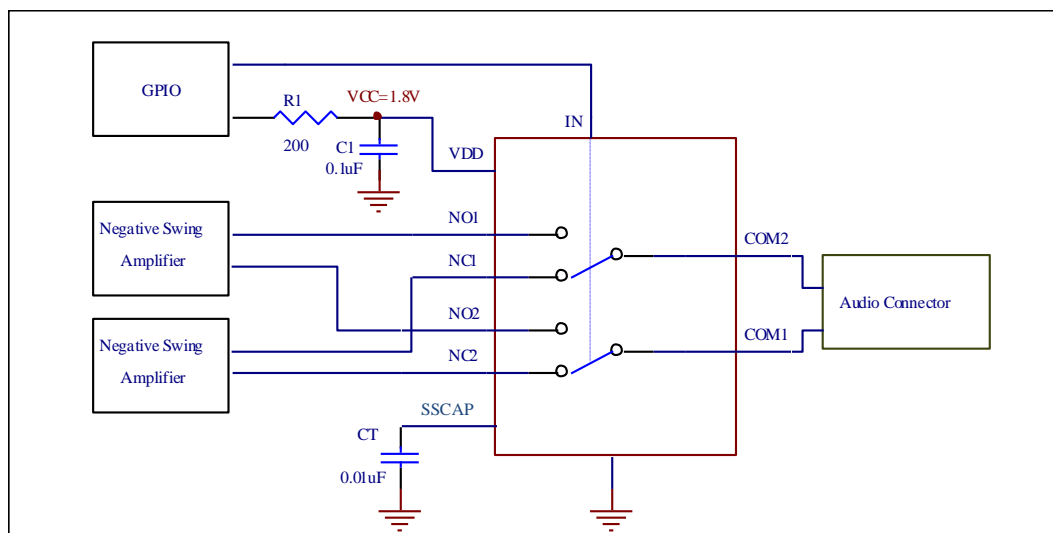 GPIO
R1
200
VCC=1.8V
C1
0.1uF
IN
VDD
Negative Swing
Amplifier
NO1
NC1
NO2
NC2
Negative Swing
Amplifier
COM2
COM1
Audio Connector
SSCAP
CT
0.01uF